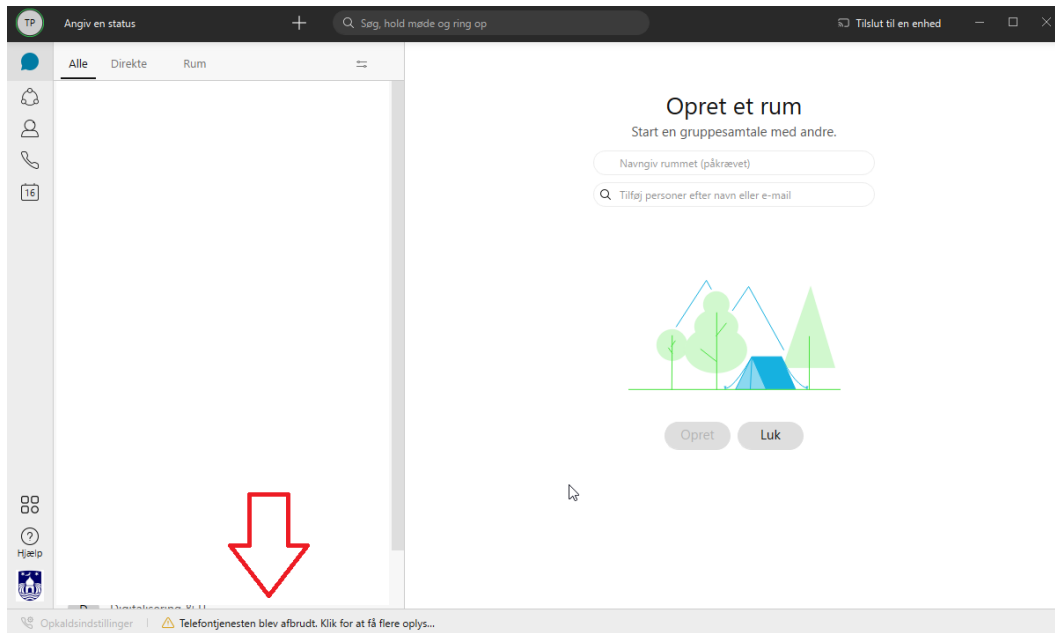 TP Angiv en status Søg, hold møde og ring op Tilslut til en enhed
Alle Direkte Rum
16
Opret et rum
Start en gruppesamtale med andre.
Navngiv rummet (påkrævet)
Tilføj personer efter navn eller e-mail
Opret Luk
Hjælp
Opkaldsindstillinger Telefontjenesten blev afbrudt. Klik for at få flere oplys...